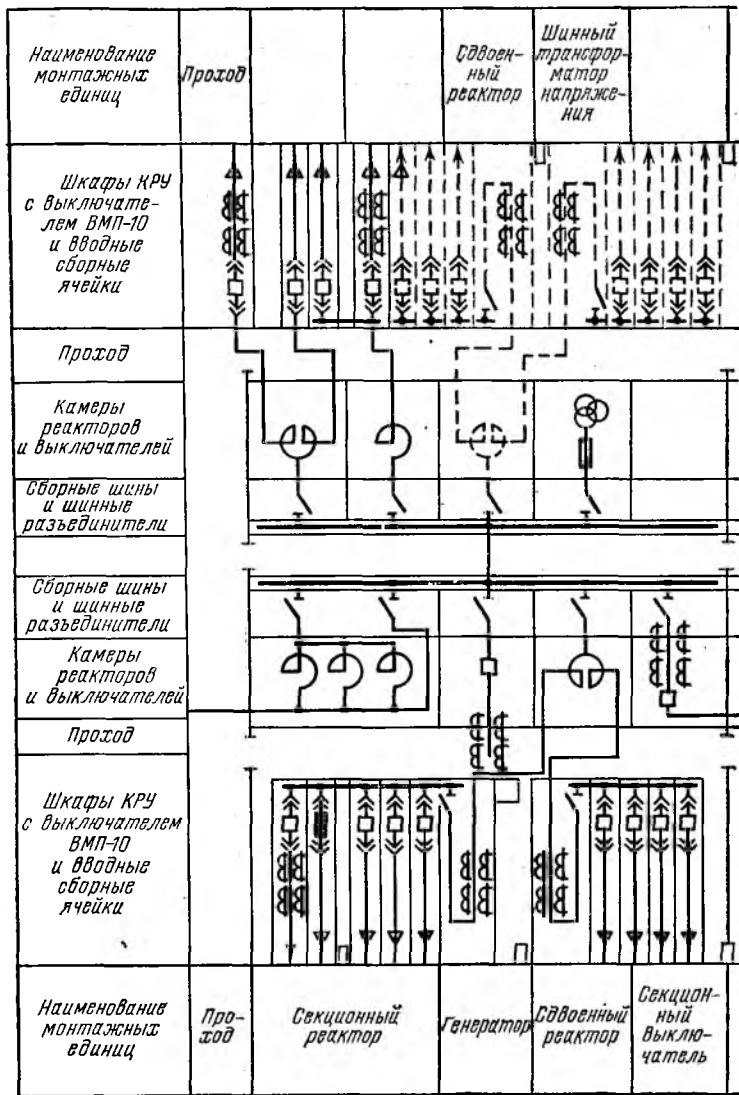 Наименование
монтажных
единиц
Проход
Сдвоен-
ный
реактор
Шинный
трансфор-
матор
напряже-
ния
Шкафы КРУ
с выключате-
лем ВМП-10
и вводные
сборные
ячейки
Проход
Камеры
реакторов
и выключателей
Сборные шины
и шинные
разъединители
Сборные шины
и шинные
разъединители
Камеры
реакторов
и выключателей
Проход
Шкафы КРУ
с выключателем
ВМП-10
и вводные
сборные
ячейки
Наименование
монтажных
единиц
Про-
ход
Секционный
реактор
Генератор
Сдвоенный
реактор
Секцион-
ный
выклю-
чатель